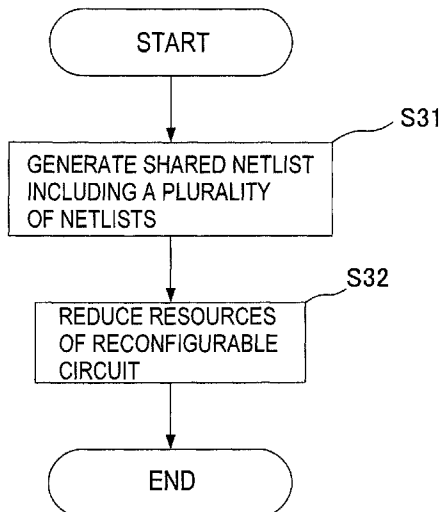 START
S31
GENERATE SHARED NETLIST
INCLUDING A PLURALITY
OF NETLISTS
S32
REDUCE RESOURCES
OF RECONFIGURABLE
CIRCUIT
END